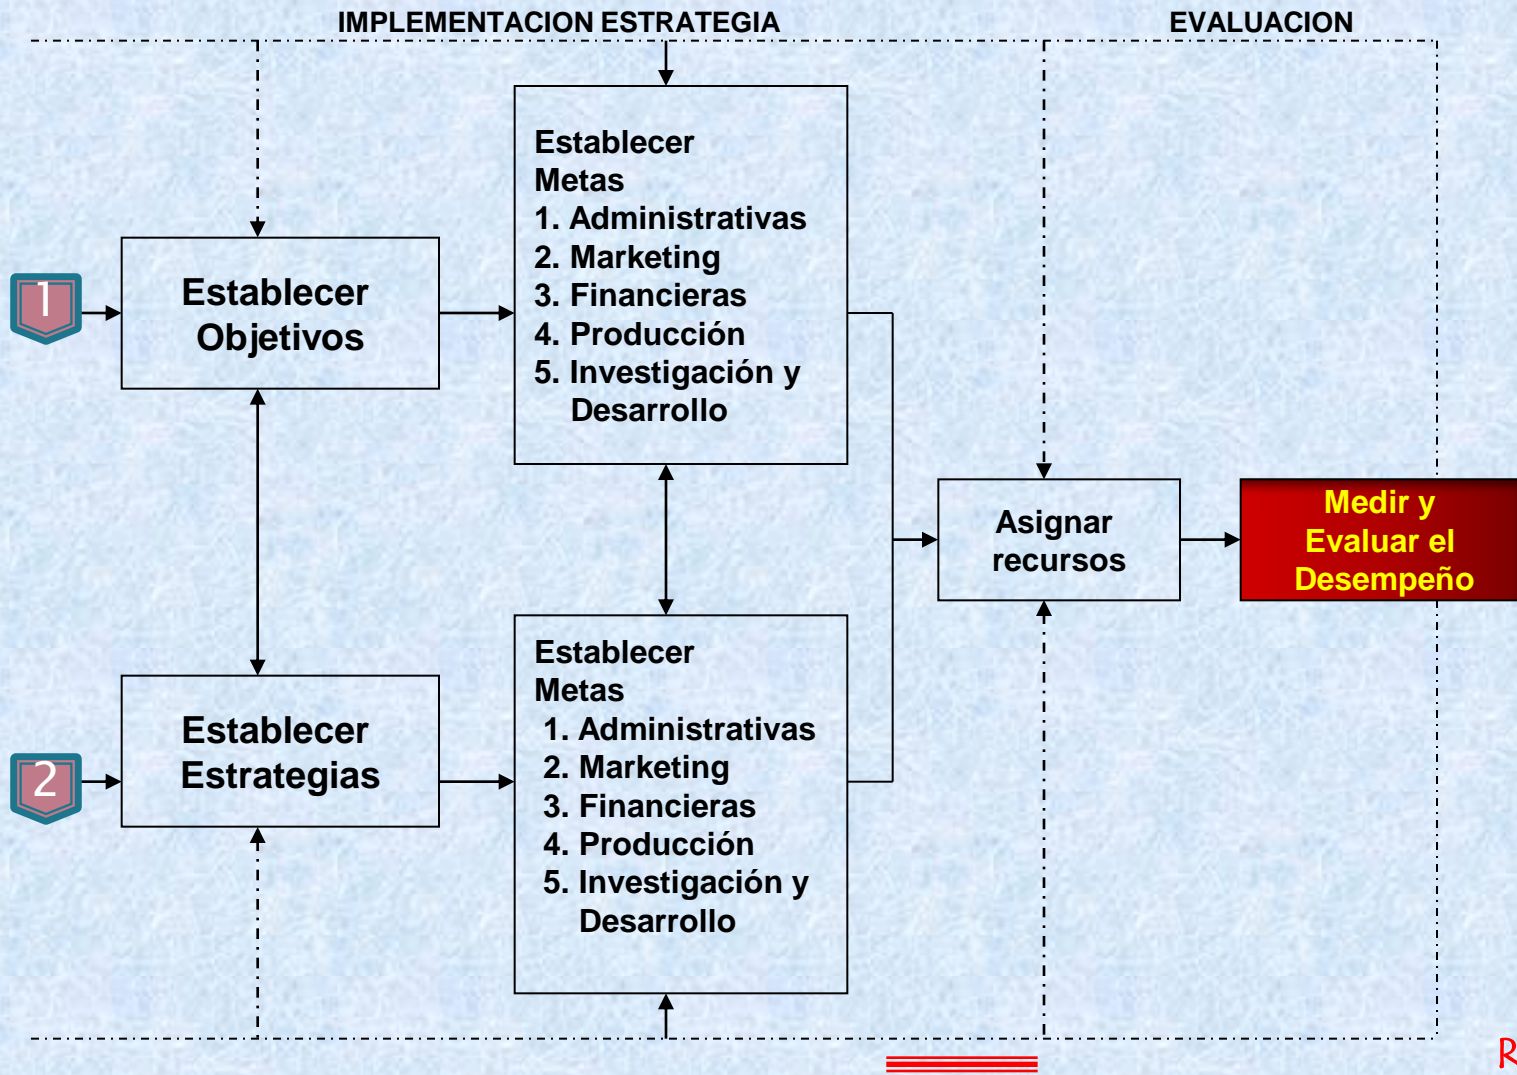 IMPLEMENTACION ESTRATEGIA
EVALUACION
Establecer
Metas
1. Administrativas
2. Marketing
3. Financieras
4. Producción
5. Investigación y
Desarrollo
1
Establecer
Objetivos
Asignar
recursos
Medir y
Evaluar el
Desempeño
2
Establecer
Estrategias
Establecer
Metas
1. Administrativas
2. Marketing
3. Financieras
4. Producción
5. Investigación y
Desarrollo
R